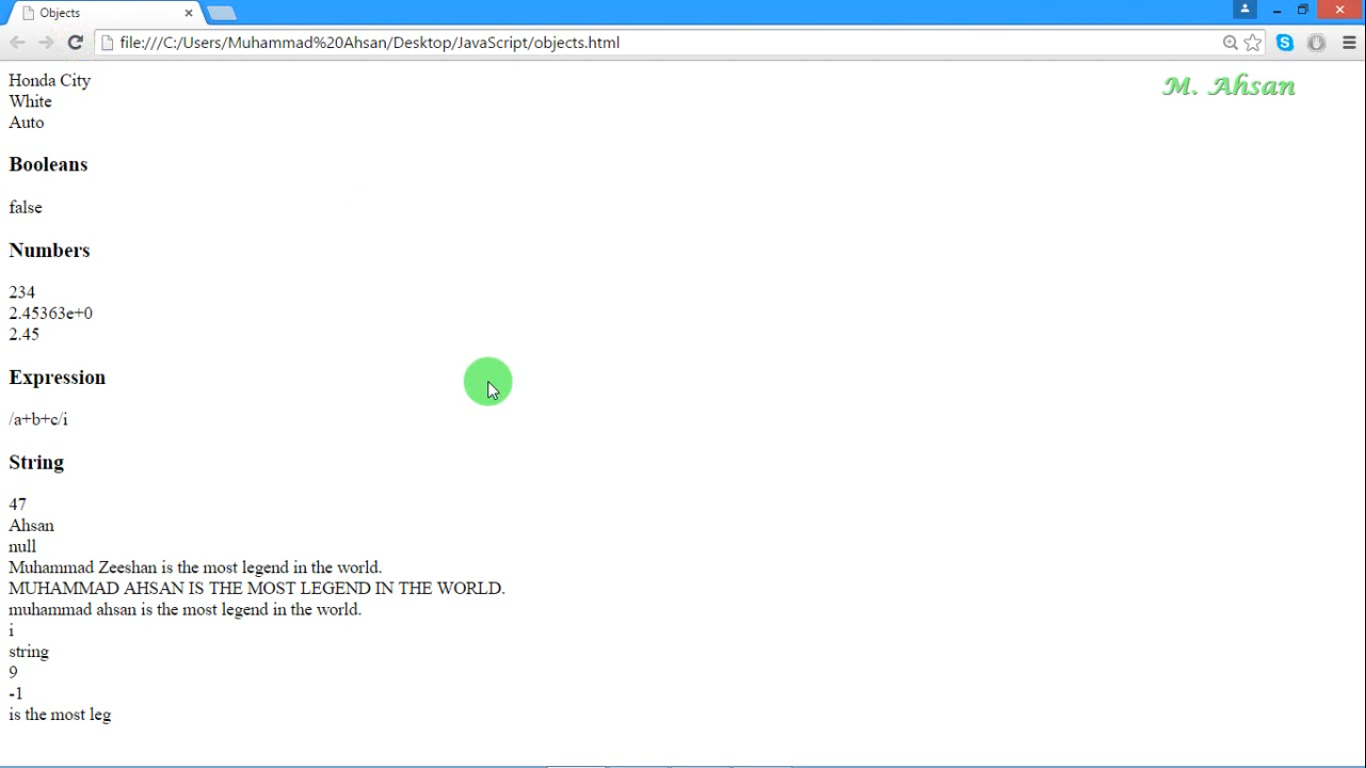 Objects
file:///C:/Users/Muhammad%20Ahsan/Desktop/JavaScript/objects.html
M. Ahsan
Honda City
White
Auto
Booleans
false
Numbers
234
2.45363e+0
2.45
Expression
/a+b+c/i
String
47
Ahsan
null
Muhammad Zeeshan is the most legend in the world.
MUHAMMAD AHSAN IS THE MOST LEGEND IN THE WORLD.
muhammad ahsan is the most legend in the world.
i
string
9
-1
is the most leg